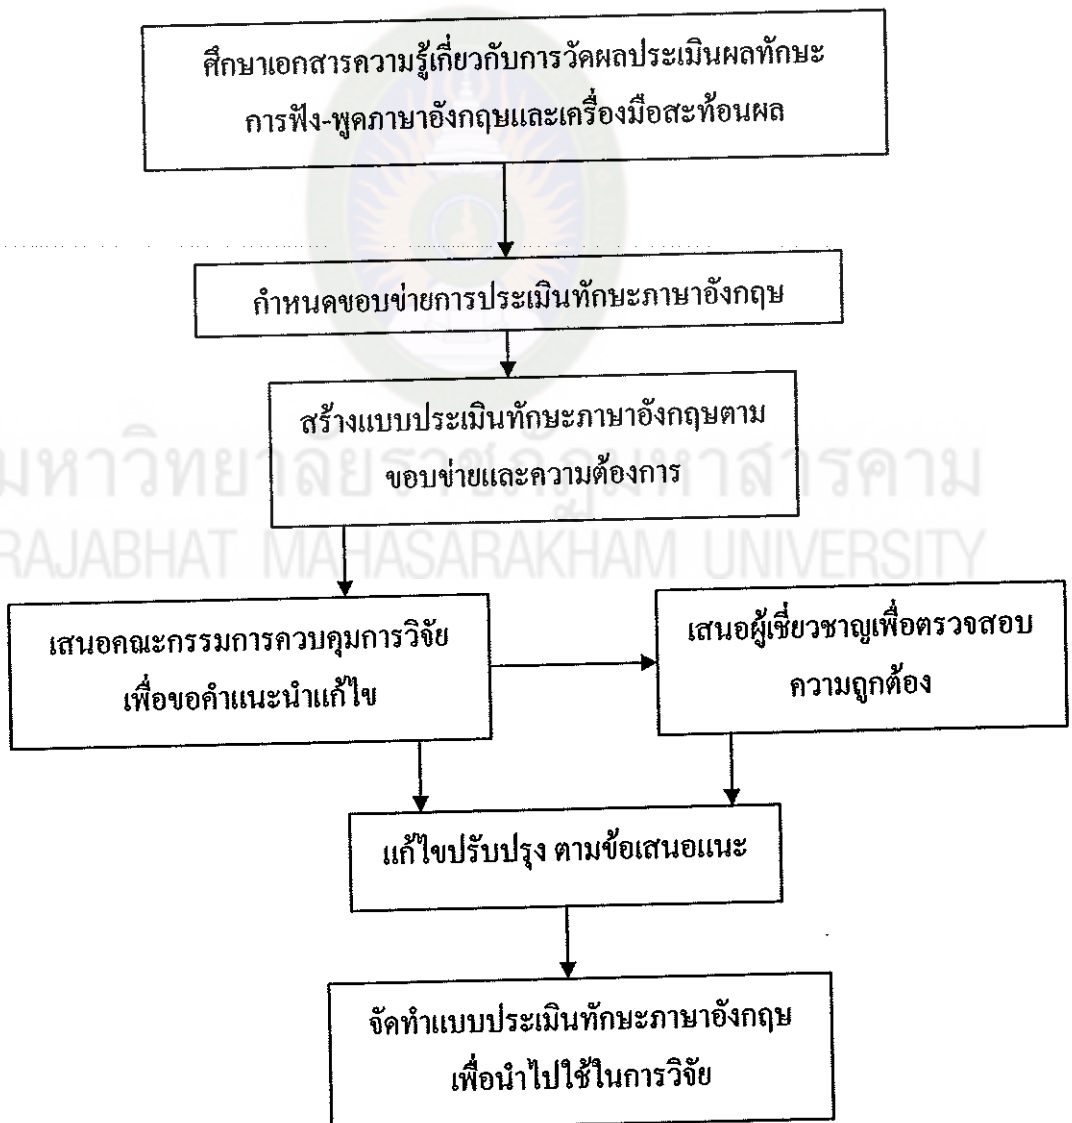 ศึกษาเอกสารความรู้เกี่ยวกับการวัดผลประเมินผลทักษะ
การฟัง-พูดภาษาอังกฤษและเครื่องมือสะท้อนผล
กำหนดขอบข่ายการประเมินทักษะภาษาอังกฤษ
สร้างแบบประเมินทักษะภาษาอังกฤษตาม
ขอบข่ายและความต้องการ
มหาวิทยาลัยราชภัฏมหาสารคาม
RAJABHAT MAHASARAKHAM UNIVERSITY
เสนอคณะกรรมการควบคุมการวิจัย
เพื่อขอคำแนะนำแก้ไข
เสนอผู้เชี่ยวชาญเพื่อตรวจสอบ
ความถูกต้อง
แก้ไขปรับปรุง ตามข้อเสนอแนะ
จัดทำแบบประเมินทักษะภาษาอังกฤษ
เพื่อนำไปใช้ในการวิจัย